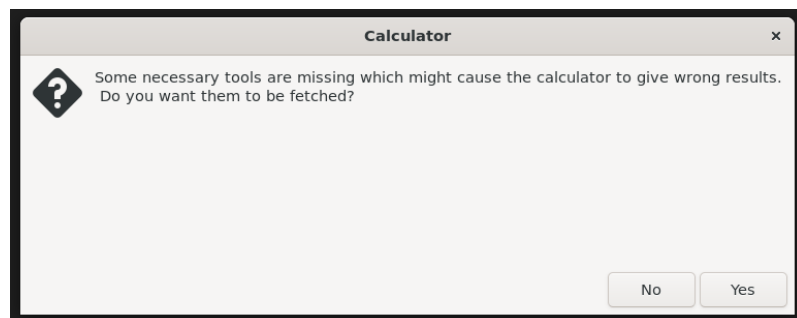 Calculator
Some necessary tools are missing which might cause the calculator to give wrong results.
Do you want them to be fetched?
No Yes